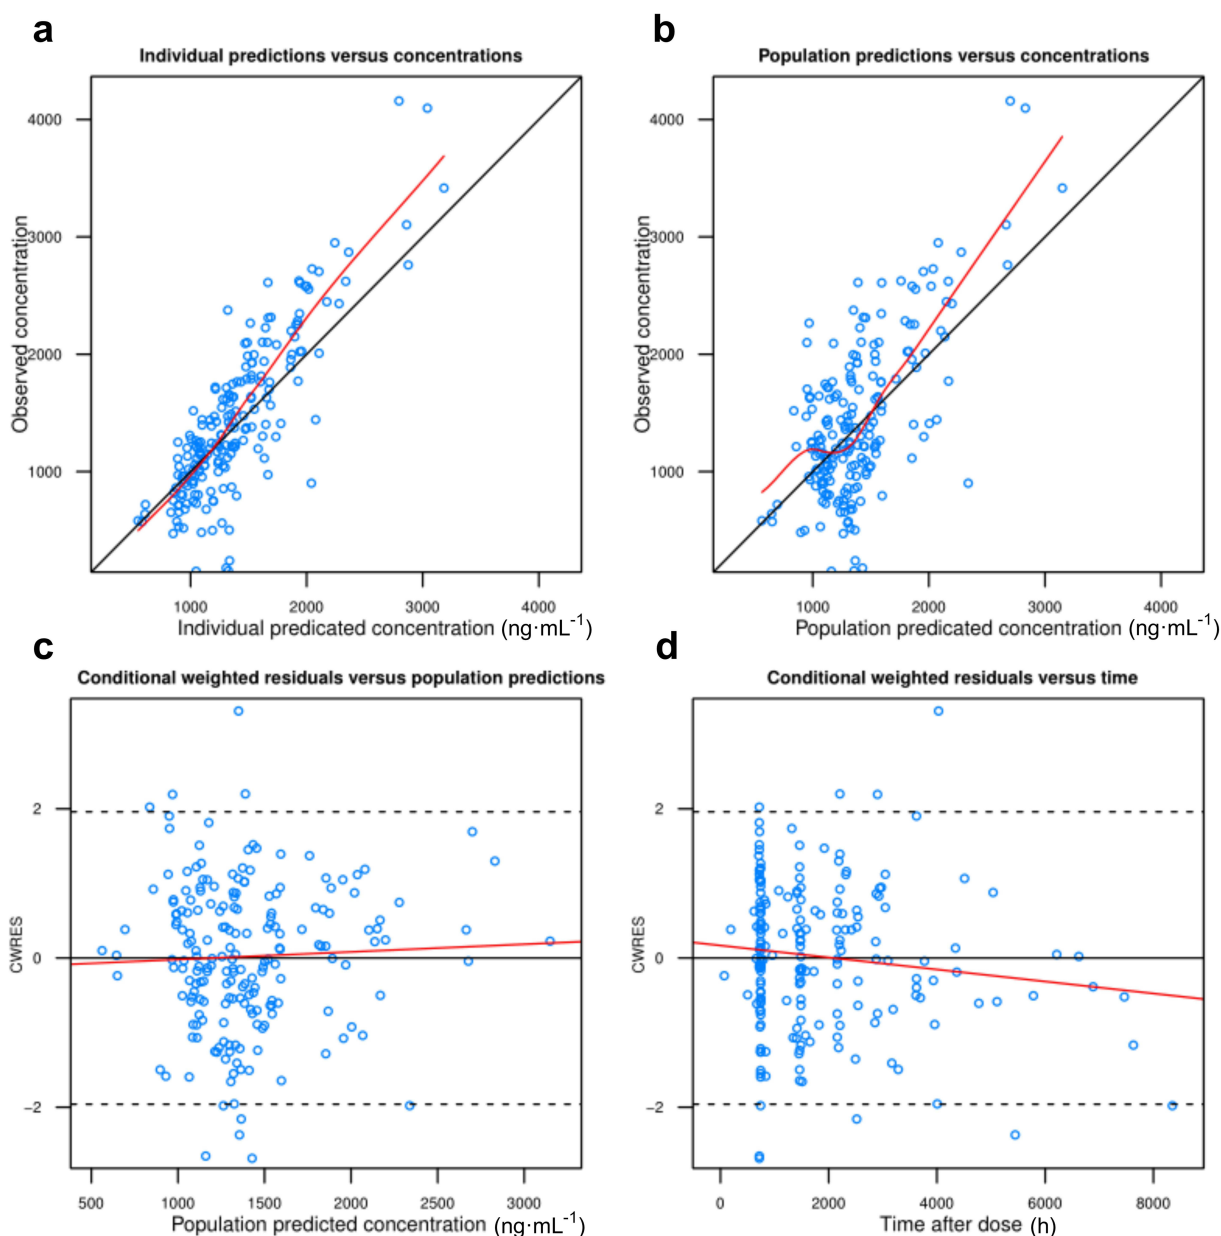 a
Individual predictions versus concentrations
4000
3000
2000
1000
Observed concentration
1000 2000 3000 4000
Individual predicated concentration (ng·mL⁻¹)
b
Population predictions versus concentrations
4000
3000
2000
1000
Observed concentration
1000 2000 3000 4000
Population predicated concentration (ng·mL⁻¹)
c
Conditional weighted residuals versus population predictions
2
0
−2
CWRES
500 1000 1500 2000 2500 3000
Population predicted concentration (ng·mL⁻¹)
d
Conditional weighted residuals versus time
2
0
−2
CWRES
0 2000 4000 6000 8000
Time after dose (h)